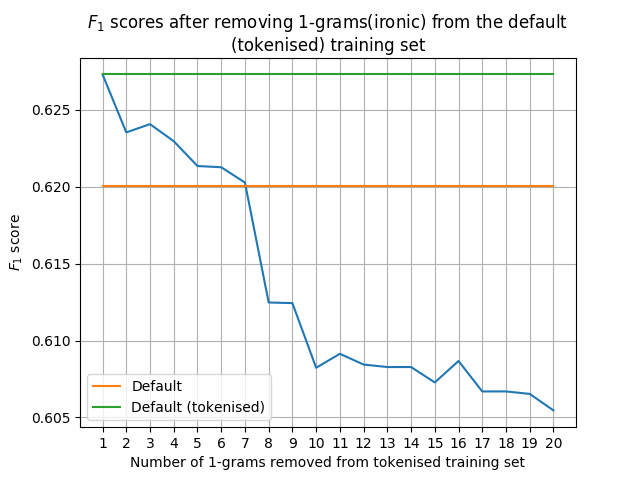 F1 scores after removing 1-grams(ironic) from the default
(tokenised) training set
F1 score
0.625
0.620
0.615
0.610
0.605
Default
Default (tokenised)
1 2 3 4 5 6 7 8 9 10 11 12 13 14 15 16 17 18 19 20
Number of 1-grams removed from tokenised training set